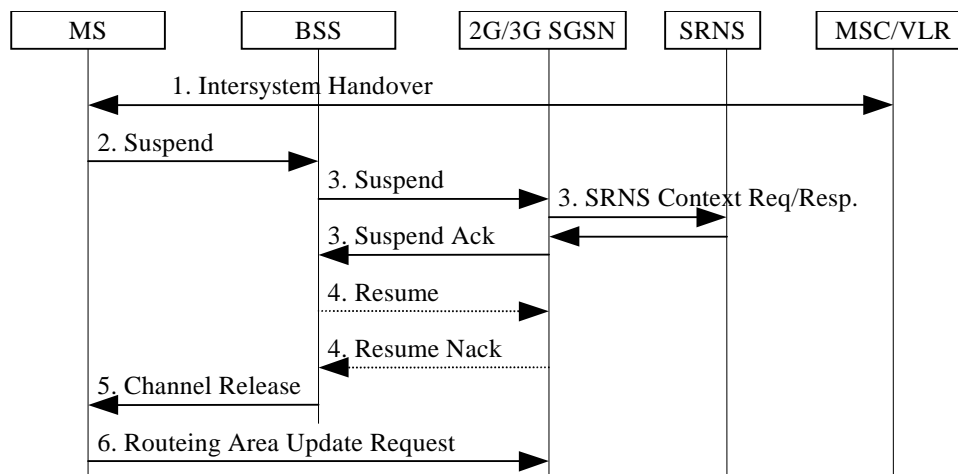 MS BSS 2G/3G SGSN SRNS MSC/VLR
1. Intersystem Handover
2. Suspend
3. Suspend
3. SRNS Context Req/Resp.
3. Suspend Ack
4. Resume
4. Resume Nack
5. Channel Release
6. Routeing Area Update Request